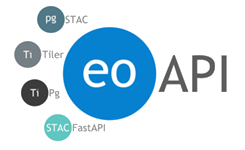 pg STAC
Ti Tiler
Ti Pg
STAC FastAPI
eo API